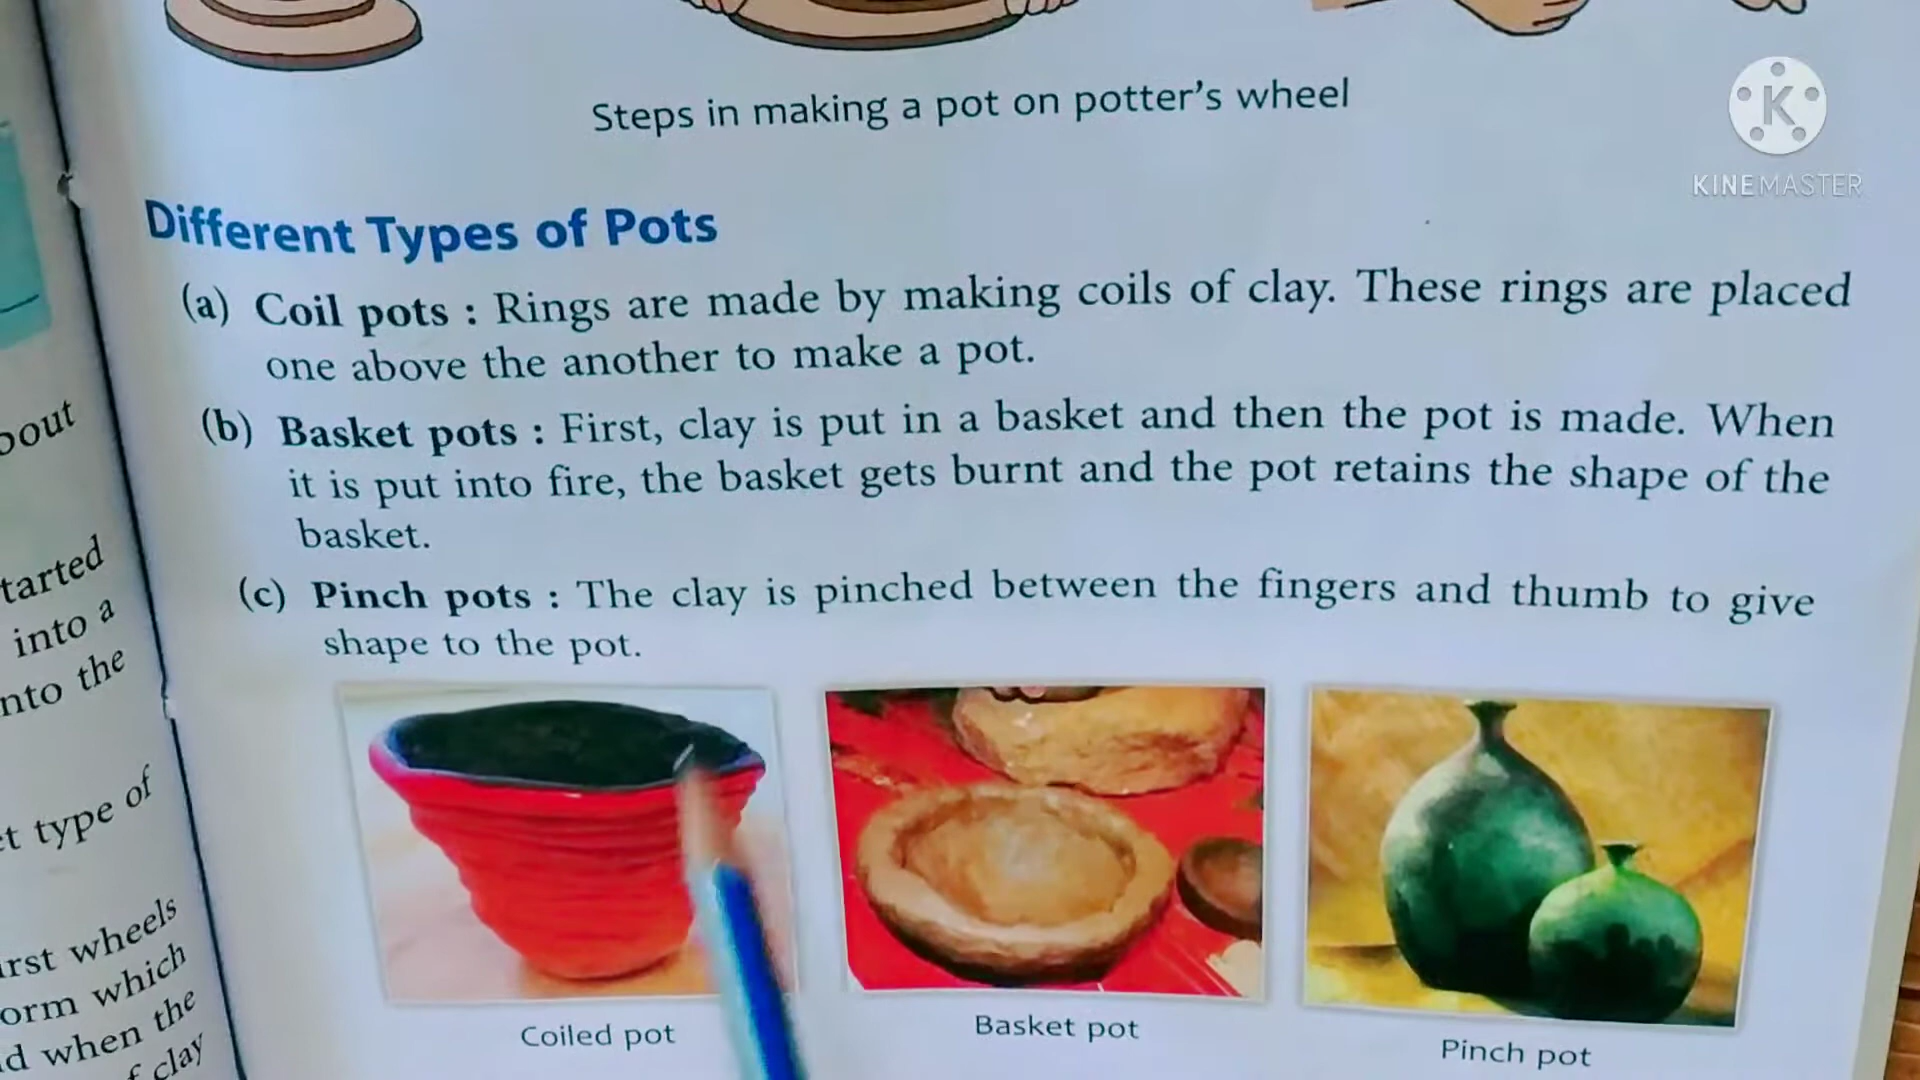 Steps in making a pot on potter's wheel
KINEMASTER
Different Types of Pots
(a) Coil pots : Rings are made by making coils of clay. These rings are placed
one above the another to make a pot.
(b) Basket pots : First, clay is put in a basket and then the pot is made. When
it is put into fire, the basket gets burnt and the pot retains the shape of the
basket.
(c) Pinch pots : The clay is pinched between the fingers and thumb to give
shape to the pot.
Coiled pot
Basket pot
Pinch pot
into a
the
type of
wheels
which
when the
clay